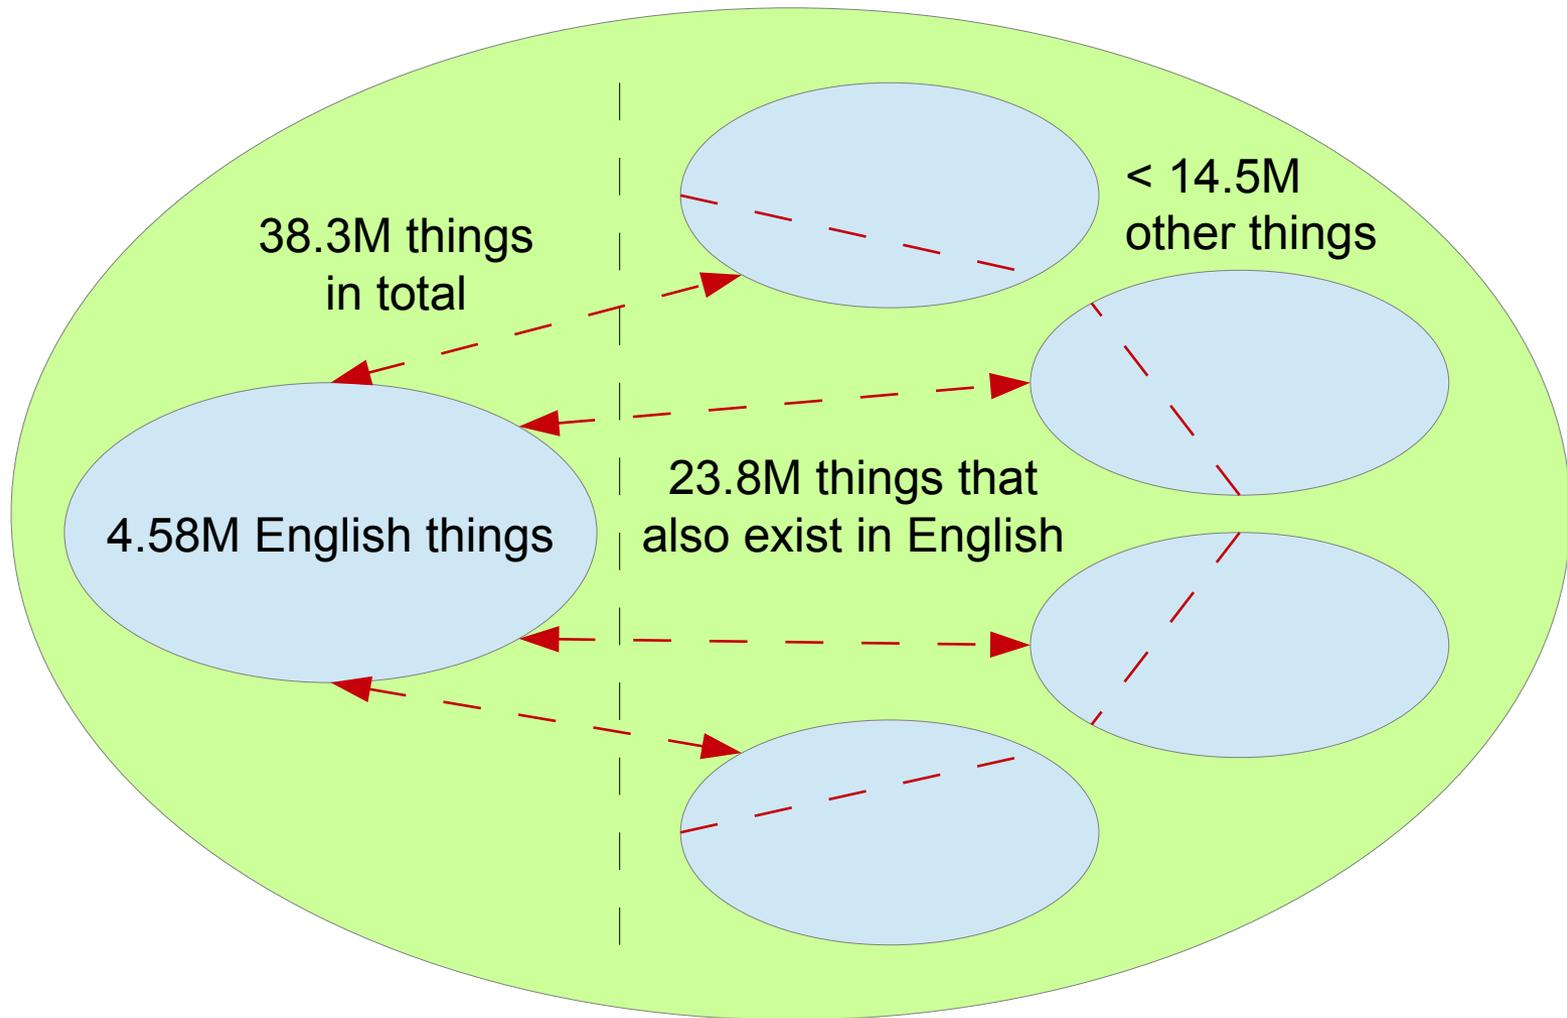 38.3M things
in total
< 14.5M
other things
4.58M English things
23.8M things that
also exist in English